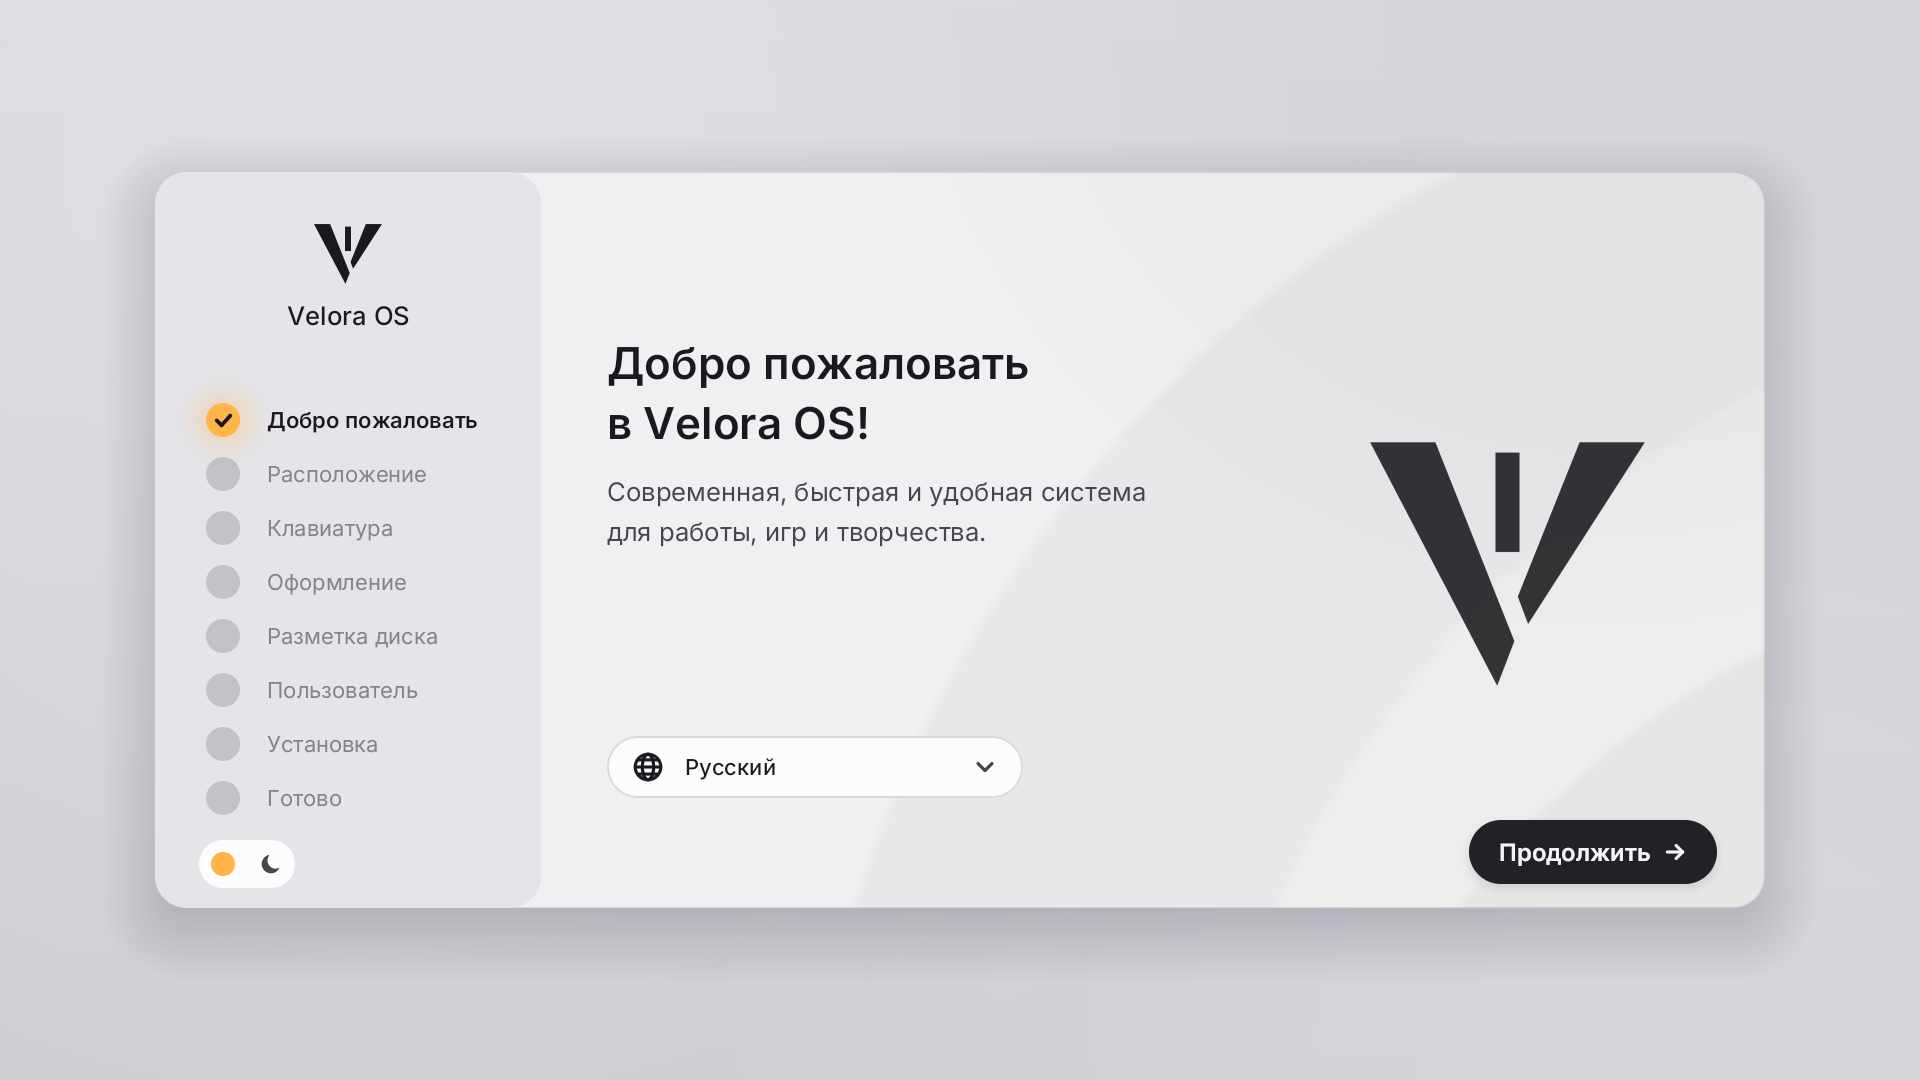 Velora OS
Добро пожаловать
Расположение
Клавиатура
Оформление
Разметка диска
Пользователь
Установка
Готово
Добро пожаловать
в Velora OS!
Современная, быстрая и удобная система
для работы, игр и творчества.
Русский
Продолжить